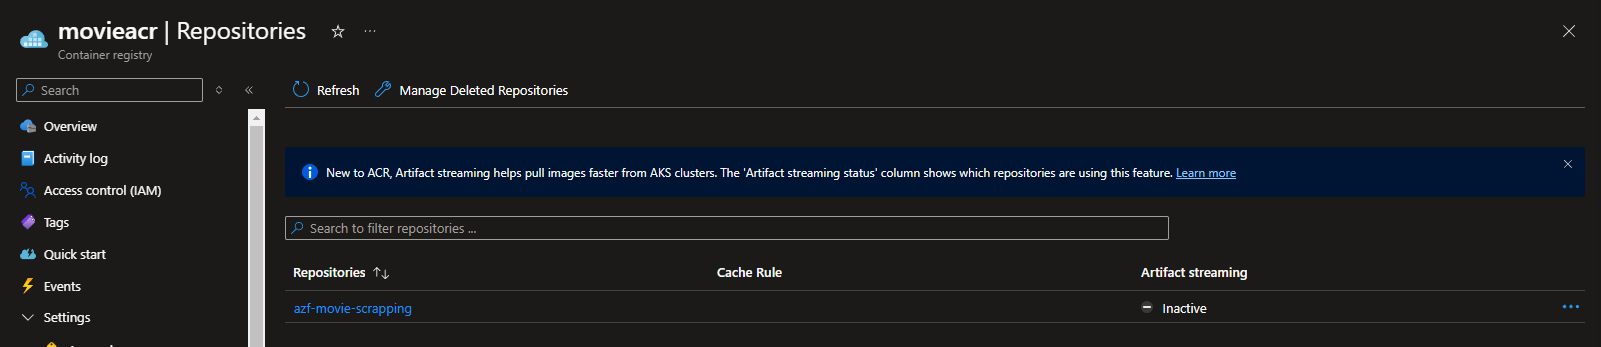 movieacr | Repositories
Container registry
Search
Refresh
Manage Deleted Repositories
Overview
Activity log
Access control (IAM)
Tags
Quick start
Events
Settings
New to ACR, Artifact streaming helps pull images faster from AKS clusters. The 'Artifact streaming status' column shows which repositories are using this feature. Learn more
Search to filter repositories ...
Repositories
Cache Rule
Artifact streaming
azf-movie-scrapping
Inactive